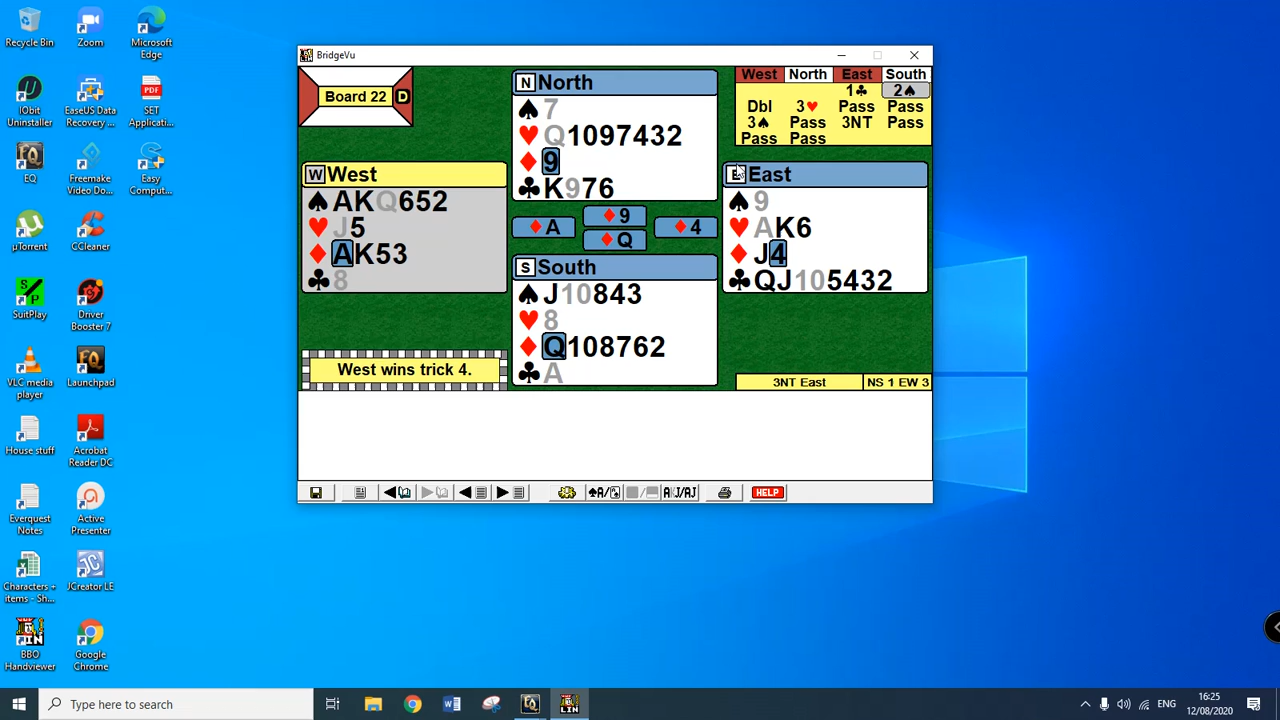 Recycle Bin
Zoom
Microsoft Edge
IObit Uninstaller
EaseUS Data Recovery ...
SET Applicati...
EQ
Freemake Video Do...
Easy Comput...
µTorrent
CCleaner
SuitPlay
Driver Booster 7
VLC media player
FQ Launchpad
House stuff
Acrobat Reader DC
Everquest Notes
Active Presenter
Characters + items - Sh...
JCreator LE
BBO Handviewer
Google Chrome
BridgeVu
Board 22 D
N North
♠ 7
♥ Q1097432
♦ 9
♣ K976
West North East South
1♣ 2♠
Dbl 3♥ Pass Pass
3♠ Pass 3NT Pass
Pass Pass
W West
♠ AKQ652
♥ J5
♦ AK53
♣ 8
♦ 9
♦ A
♦ 4
♦ Q
E East
♠ 9
♥ AK6
♦ J4
♣ QJ105432
S South
♠ J10843
♥ 8
♦ Q108762
♣ A
West wins trick 4.
3NT East
NS 1 EW 3
♠A/
AKJ/AJ
HELP
Type here to search
ENG
16:25
12/08/2020